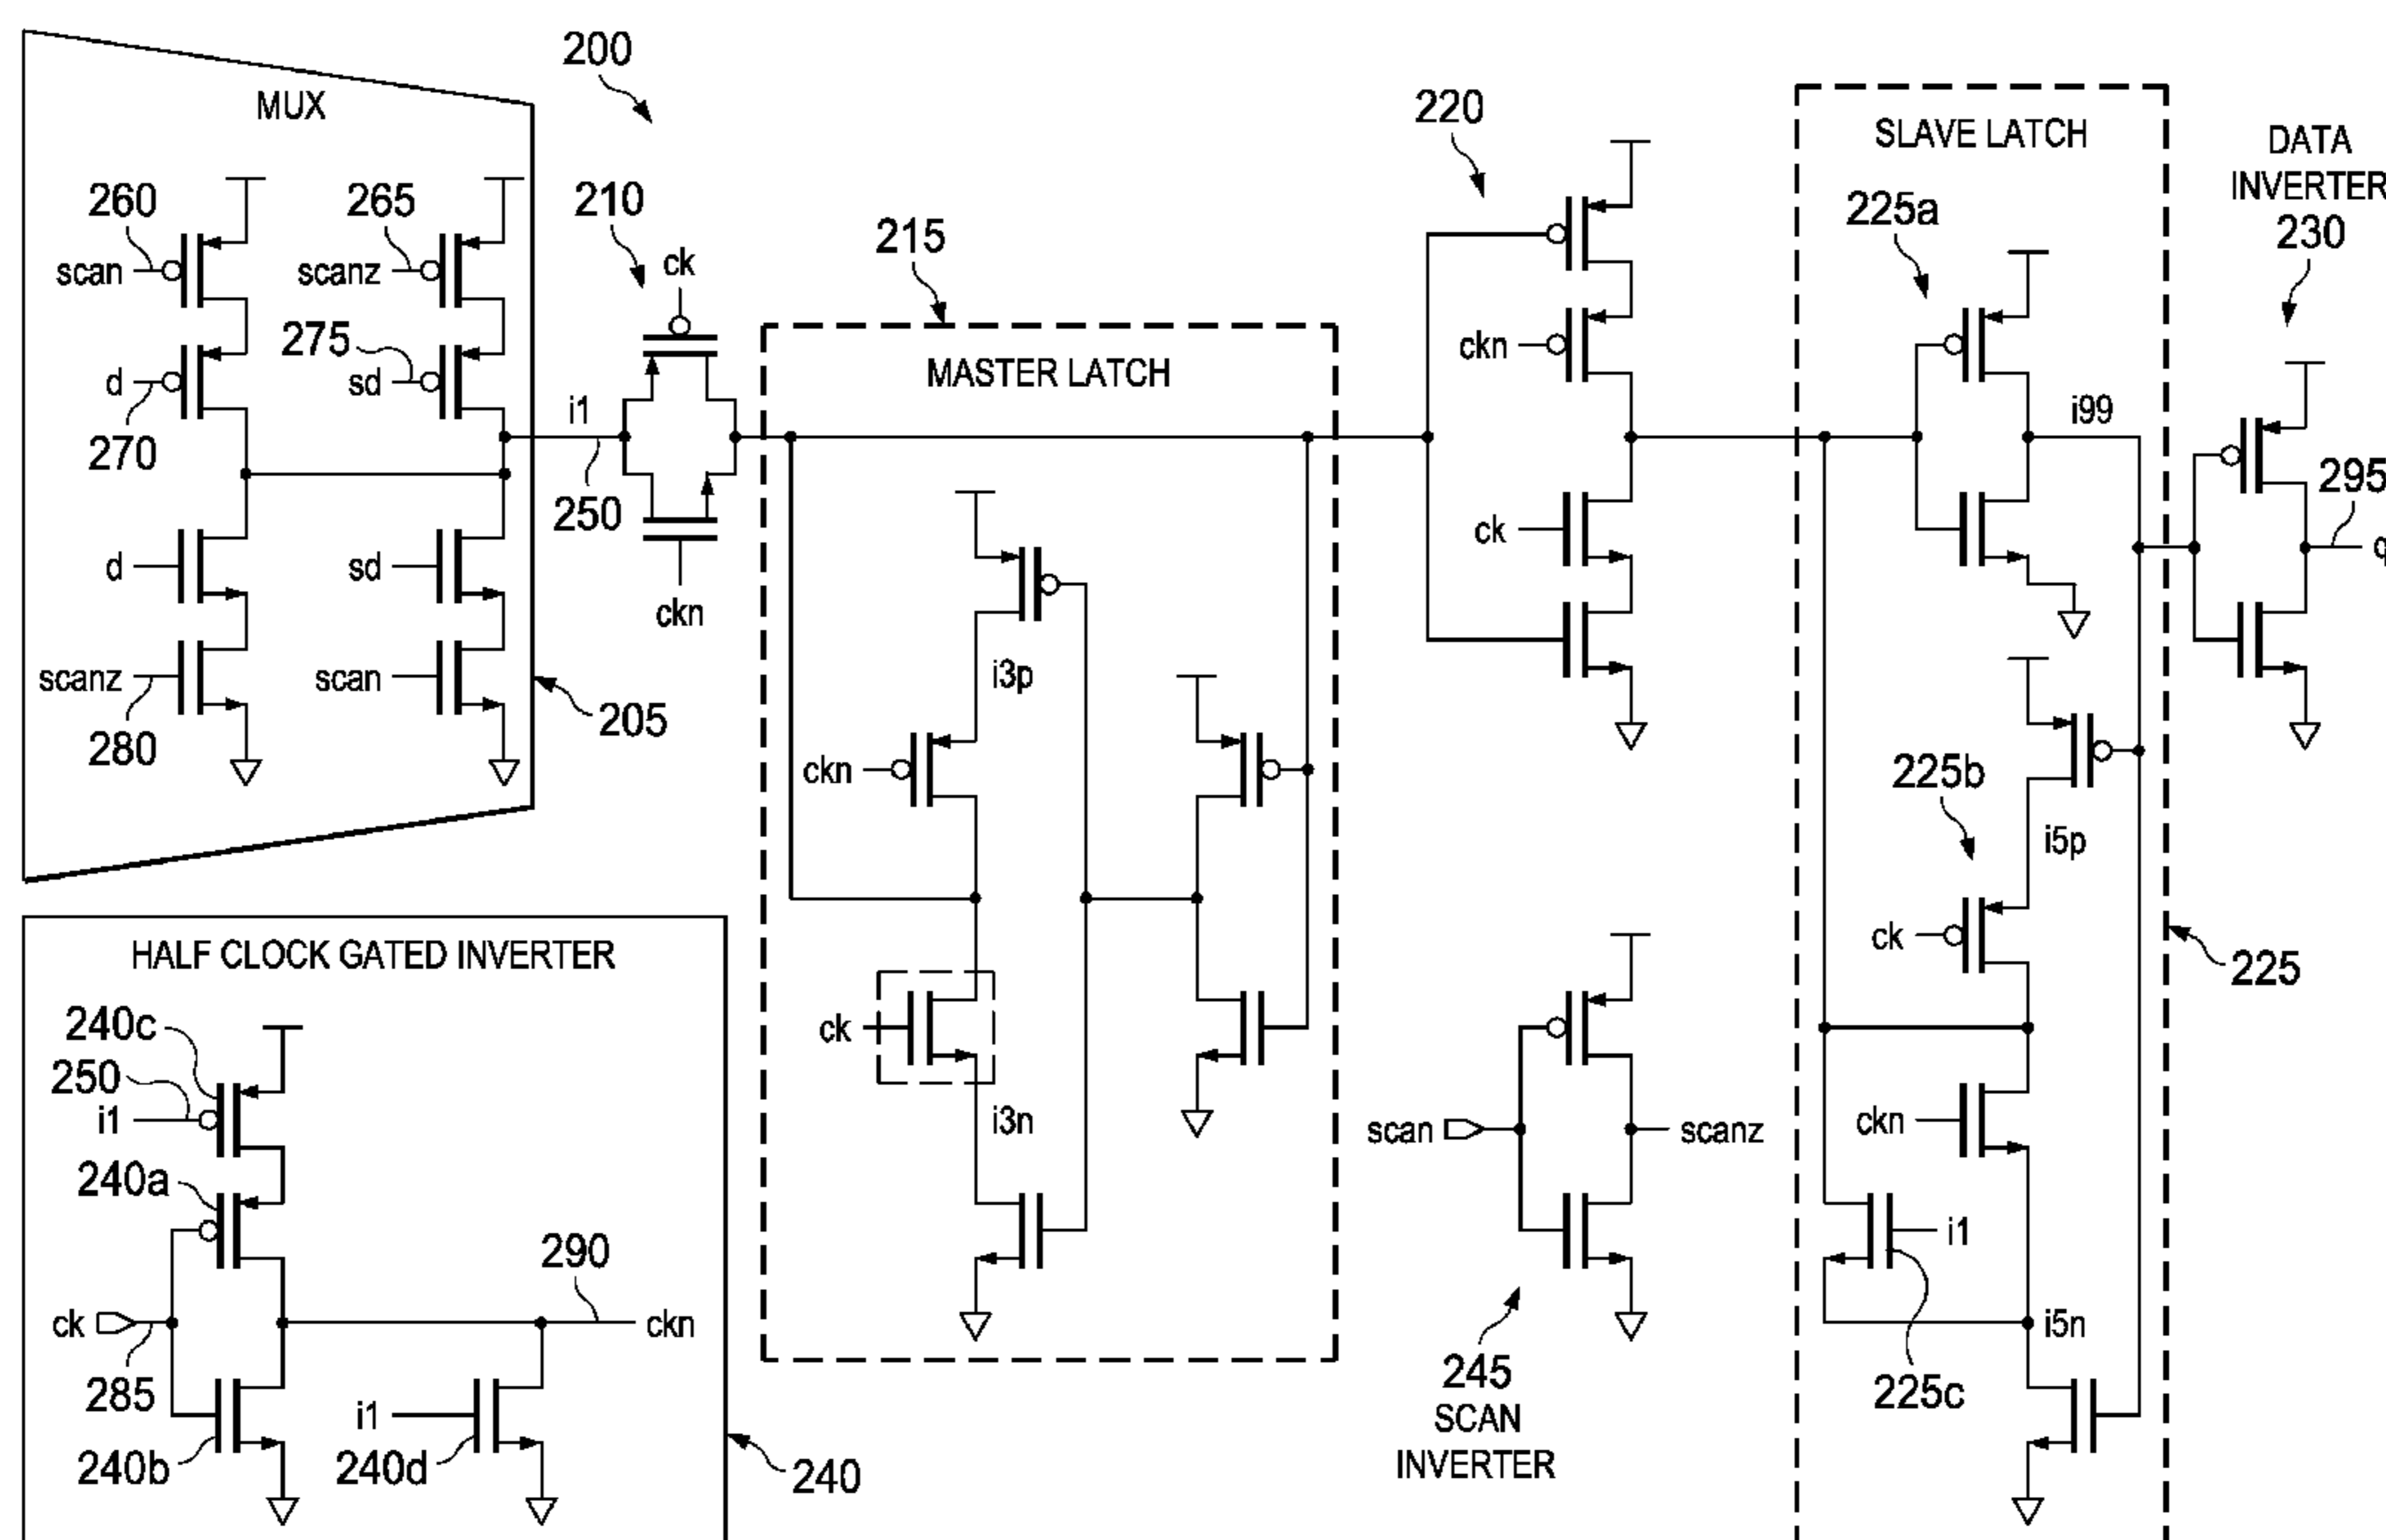 200
MUX
260
scan
265
scanz
d
270
275
sd
d
sd
scanz
280
scan
205
210
ck
i1
250
ckn
215
MASTER LATCH
i3p
ckn
ck
i3n
220
ckn
ck
SLAVE LATCH
225a
i99
225b
i5p
ck
ckn
i1
225c
i5n
225
DATA
INVERTER
230
295
q
scan
scanz
245
SCAN
INVERTER
HALF CLOCK GATED INVERTER
240c
250
i1
240a
290
ck
ckn
285
240b
i1
240d
240